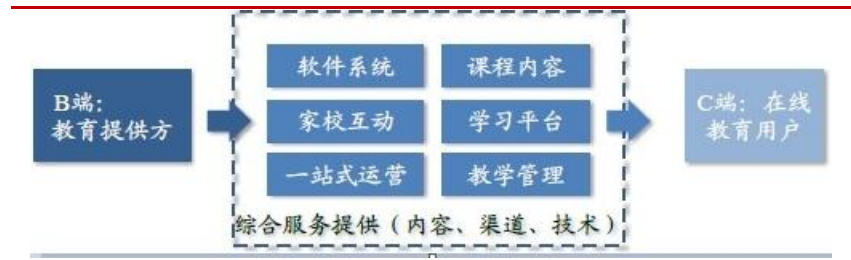 B端：
教育提供方
软件系统
课程内容
家校互动
学习平台
一站式运营
教学管理
综合服务提供（内容、渠道、技术）
C端：在线
教育用户